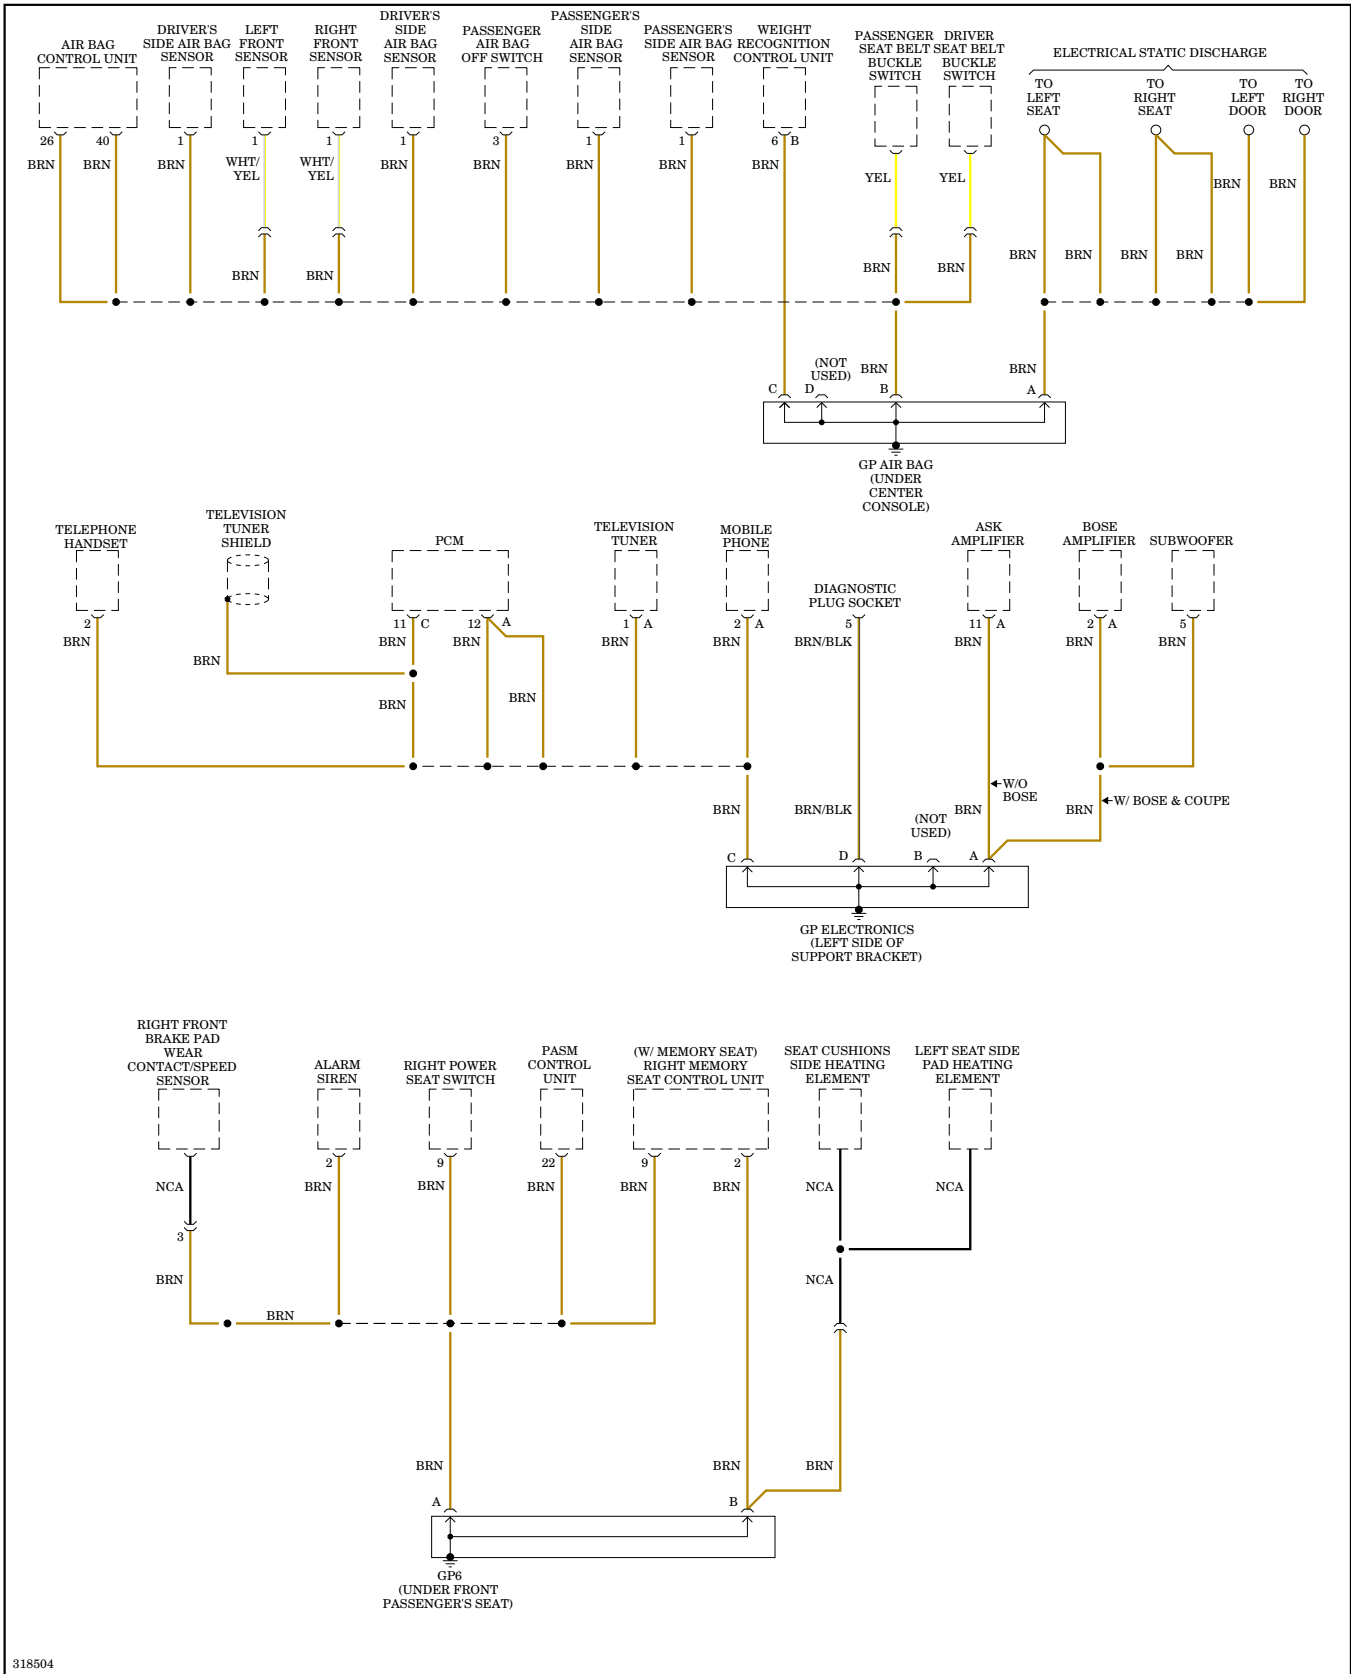 AIR BAG
CONTROL UNIT
DRIVER'S
SIDE AIR BAG
SENSOR
LEFT
FRONT
SENSOR
RIGHT
FRONT
SENSOR
DRIVER'S
SIDE
AIR BAG
SENSOR
PASSENGER
AIR BAG
OFF SWITCH
PASSENGER'S
SIDE
AIR BAG
SENSOR
PASSENGER'S
SIDE AIR BAG
SENSOR
WEIGHT
RECOGNITION
CONTROL UNIT
PASSENGER
SEAT BELT
BUCKLE
SWITCH
DRIVER
SEAT BELT
BUCKLE
SWITCH
ELECTRICAL STATIC DISCHARGE
TO
LEFT
SEAT
TO
RIGHT
SEAT
TO
LEFT
DOOR
TO
RIGHT
DOOR
26 40 1 1 1 1 3 1 1 6 B
BRN BRN BRN WHT/
YEL WHT/
YEL BRN BRN BRN BRN BRN
YEL YEL BRN BRN
BRN BRN BRN BRN
BRN BRN BRN BRN
(NOT
USED)
BRN BRN
C D B A
GP AIR BAG
(UNDER
CENTER
CONSOLE)
TELEPHONE
HANDSET
TELEVISION
TUNER
SHIELD
PCM
TELEVISION
TUNER
MOBILE
PHONE
DIAGNOSTIC
PLUG SOCKET
ASK
AMPLIFIER
BOSE
AMPLIFIER
SUBWOOFER
2 11 C 12 A 1 A 2 A 5 11 A 2 A 5
BRN BRN BRN BRN BRN BRN/BLK BRN BRN BRN
BRN
BRN BRN
W/O
BOSE
W/ BOSE & COUPE
BRN BRN/BLK BRN BRN
(NOT
USED)
C D B A
GP ELECTRONICS
(LEFT SIDE OF
SUPPORT BRACKET)
RIGHT FRONT
BRAKE PAD
WEAR
CONTACT/SPEED
SENSOR
ALARM
SIREN
RIGHT POWER
SEAT SWITCH
PASM
CONTROL
UNIT
(W/ MEMORY SEAT)
RIGHT MEMORY
SEAT CONTROL UNIT
SEAT CUSHIONS
SIDE HEATING
ELEMENT
LEFT SEAT SIDE
PAD HEATING
ELEMENT
2 9 22 9 2
NCA BRN BRN BRN BRN BRN NCA NCA
3
BRN NCA
BRN
BRN BRN BRN
A B
GP6
(UNDER FRONT
PASSENGER'S SEAT)
318504